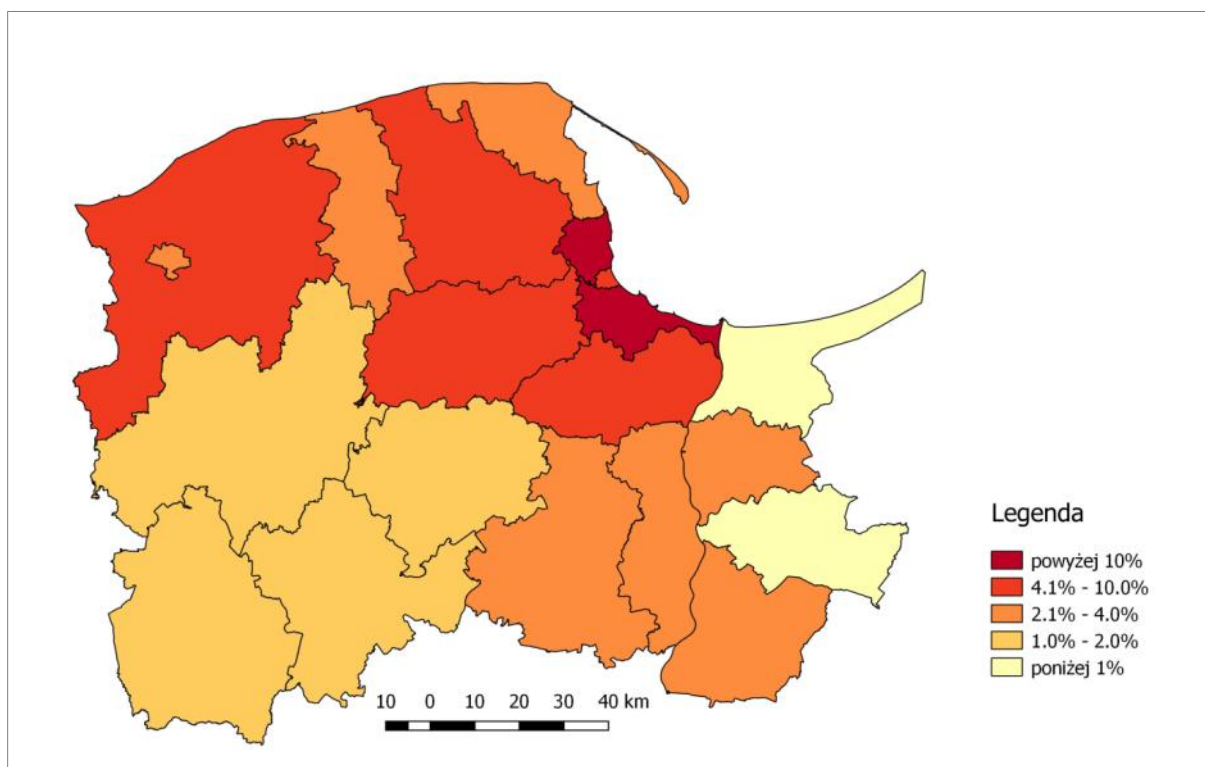 Legenda
powyżej 10%
4.1% - 10.0%
2.1% - 4.0%
1.0% - 2.0%
poniżej 1%
10 0 10 20 30 40 km